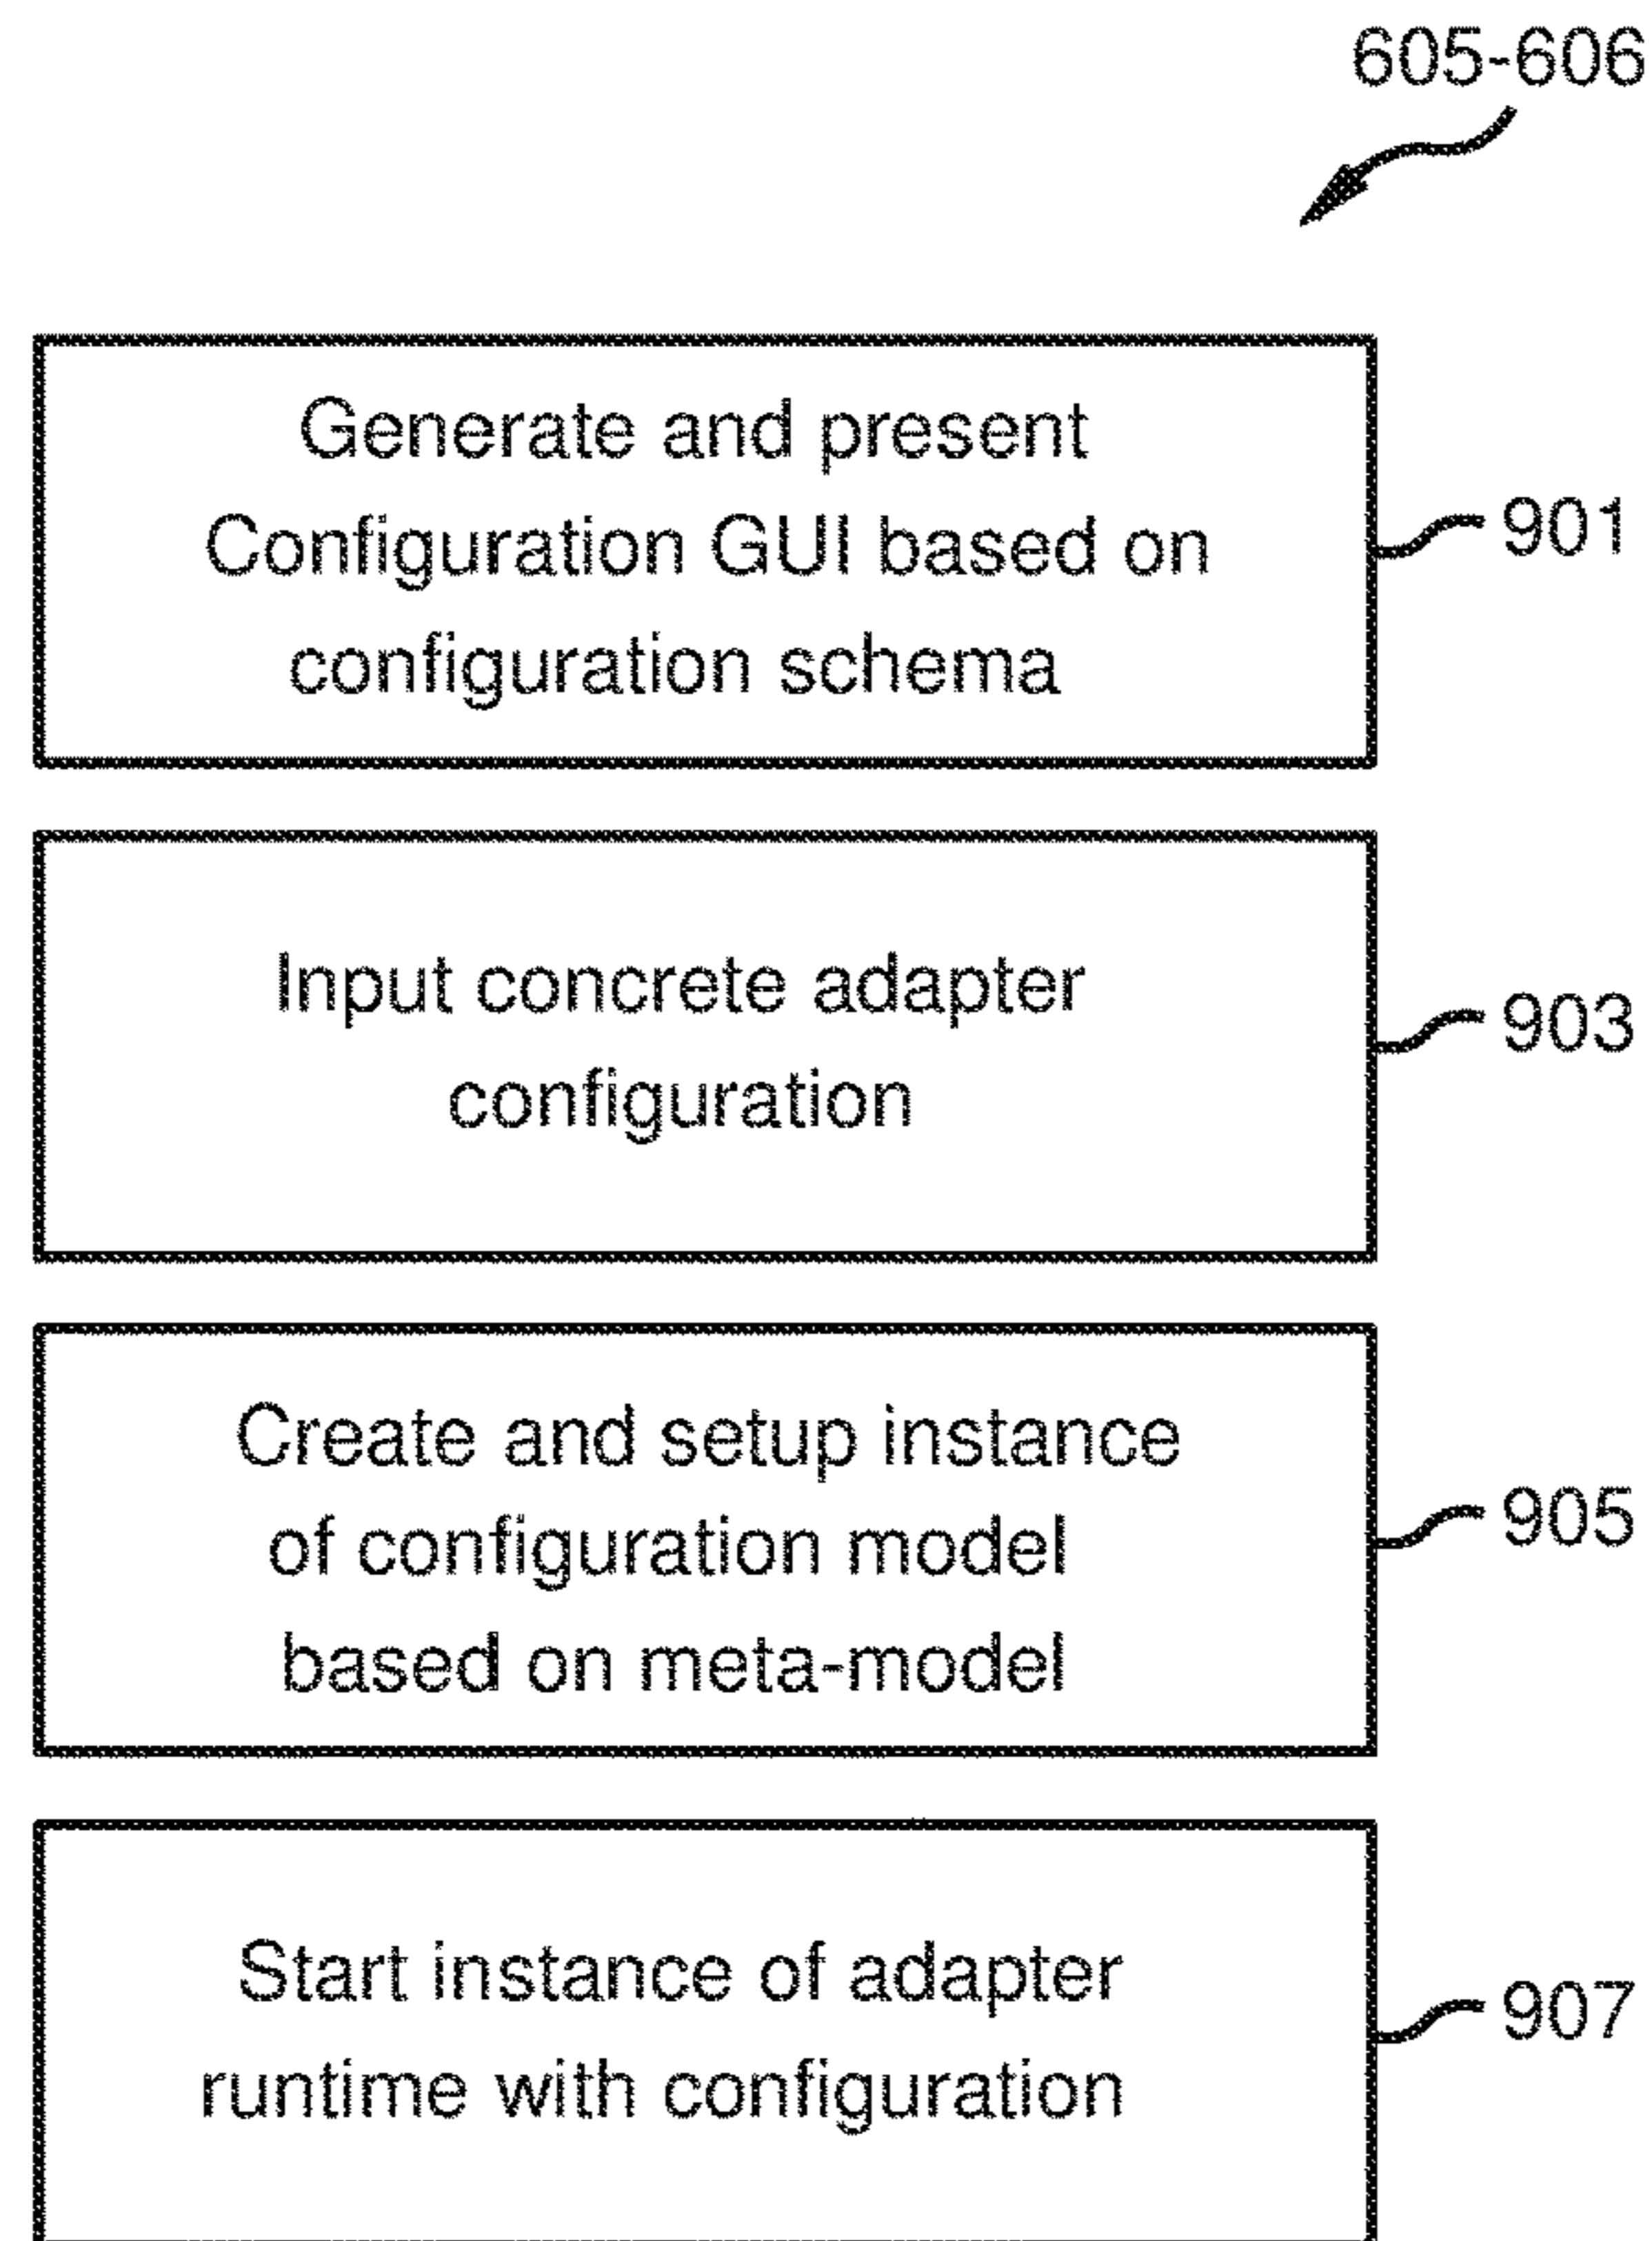 605-606
Generate and present
Configuration GUI based on
configuration schema
901
Input concrete adapter
configuration
903
Create and setup instance
of configuration model
based on meta-model
905
Start instance of adapter
runtime with configuration
907